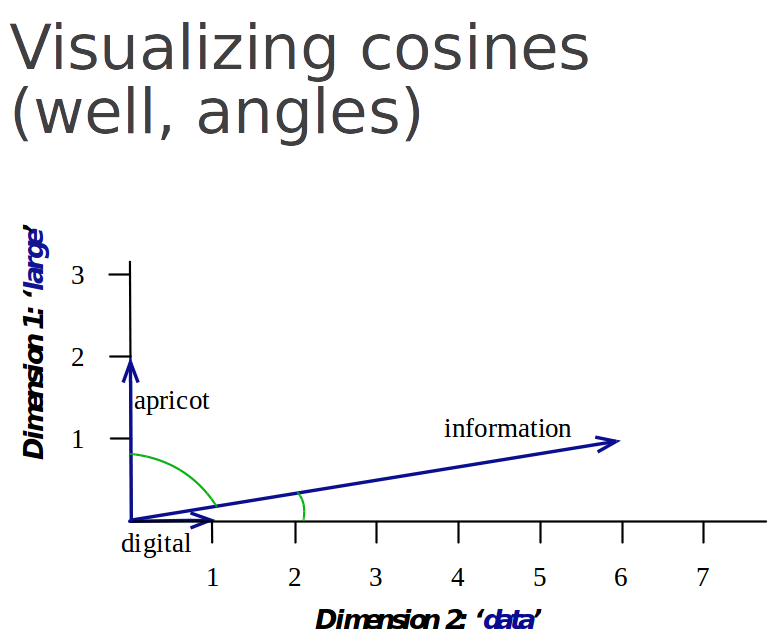 Visualizing cosines
(well, angles)
Dimension 1: ‘large’
3
2
1
apricot
information
digital
1 2 3 4 5 6 7
Dimension 2: ‘data’